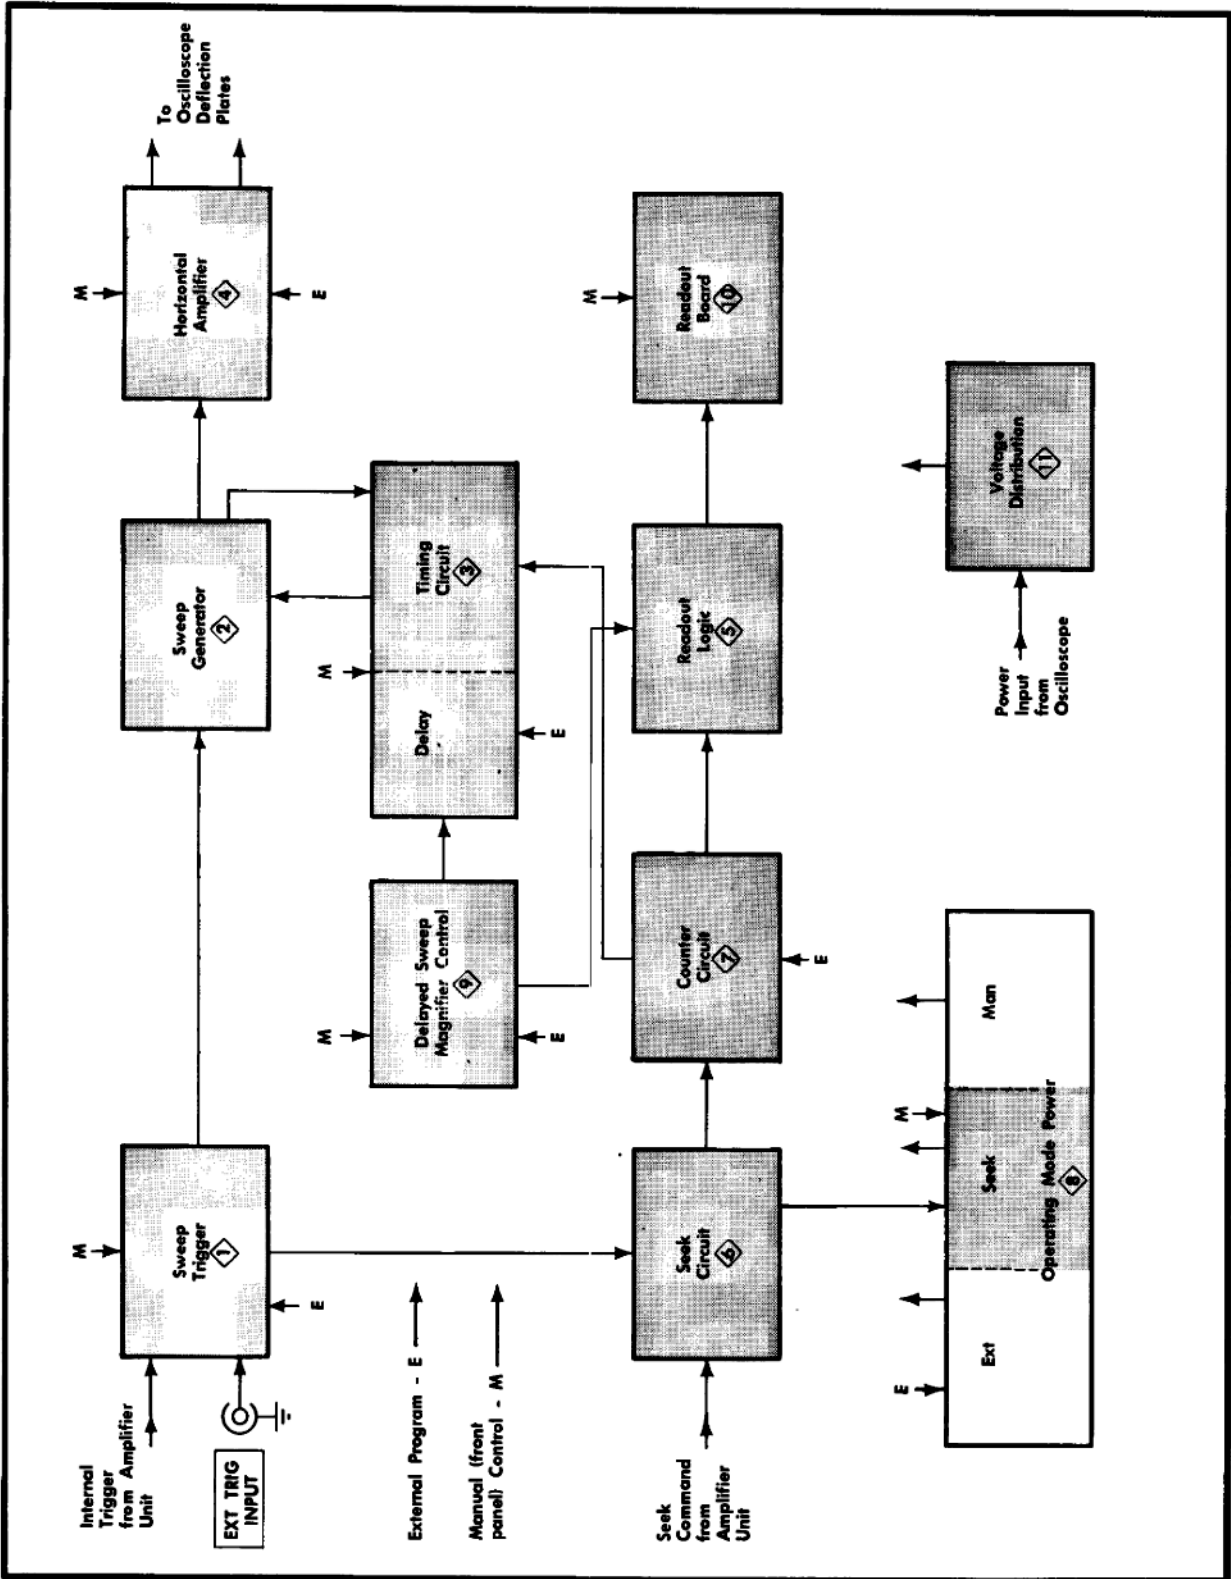 Internal
Trigger
from Amplifier
Unit
EXT TRIG
INPUT
M
Sweep
Trigger
1
E
Sweep
Generator
2
M
Horizontal
Amplifier
4
E
To
Oscilloscope
Deflection
Plates
External Program - E
Manual (front
panel) Control - M
M
Delayed Sweep
Magnifier Control
9
E
M
Delay
E
Timing
Circuit
3
Seek
Command
from
Amplifier
Unit
Seek
Circuit
6
Counter
Circuit
7
E
Readout
Logic
5
M
Readout
Board
10
E
M
Ext
Seek
Man
Operating Mode Power
8
Power
Input
from
Oscilloscope
Voltage
Distribution
11